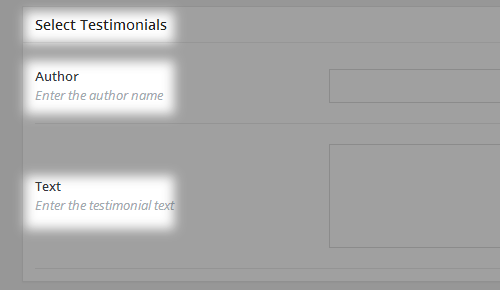 Select Testimonials
Author
Enter the author name
Text
Enter the testimonial text